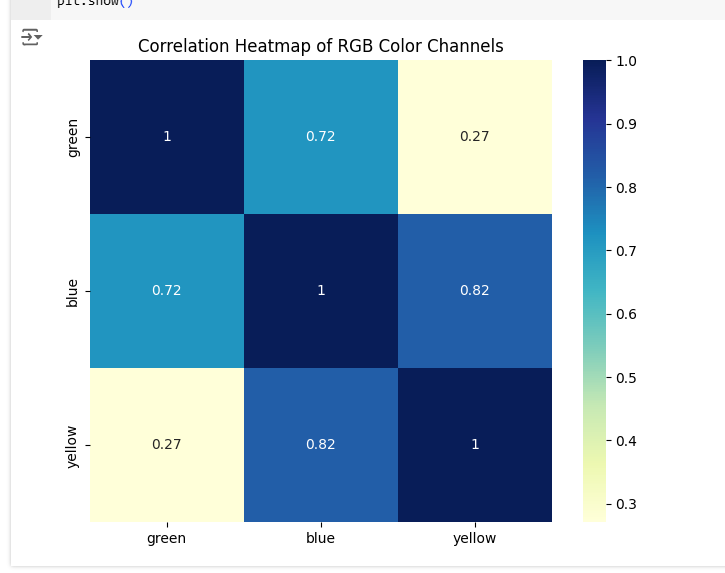 plt.show()
Correlation Heatmap of RGB Color Channels
green 1 0.72 0.27
blue 0.72 1 0.82
yellow 0.27 0.82 1
green blue yellow
1.0
0.9
0.8
0.7
0.6
0.5
0.4
0.3